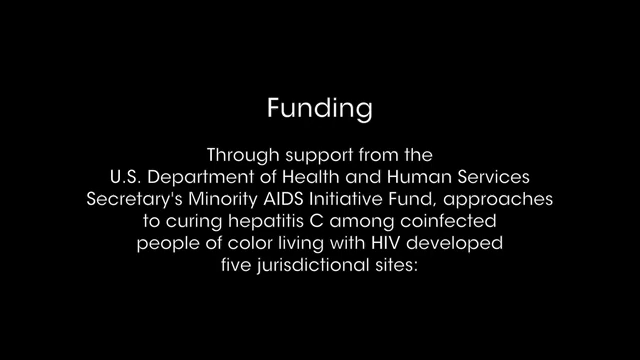 Funding
Through support from the
U.S. Department of Health and Human Services
Secretary's Minority AIDS Initiative Fund, approaches
to curing hepatitis C among coinfected
people of color living with HIV developed
five jurisdictional sites: